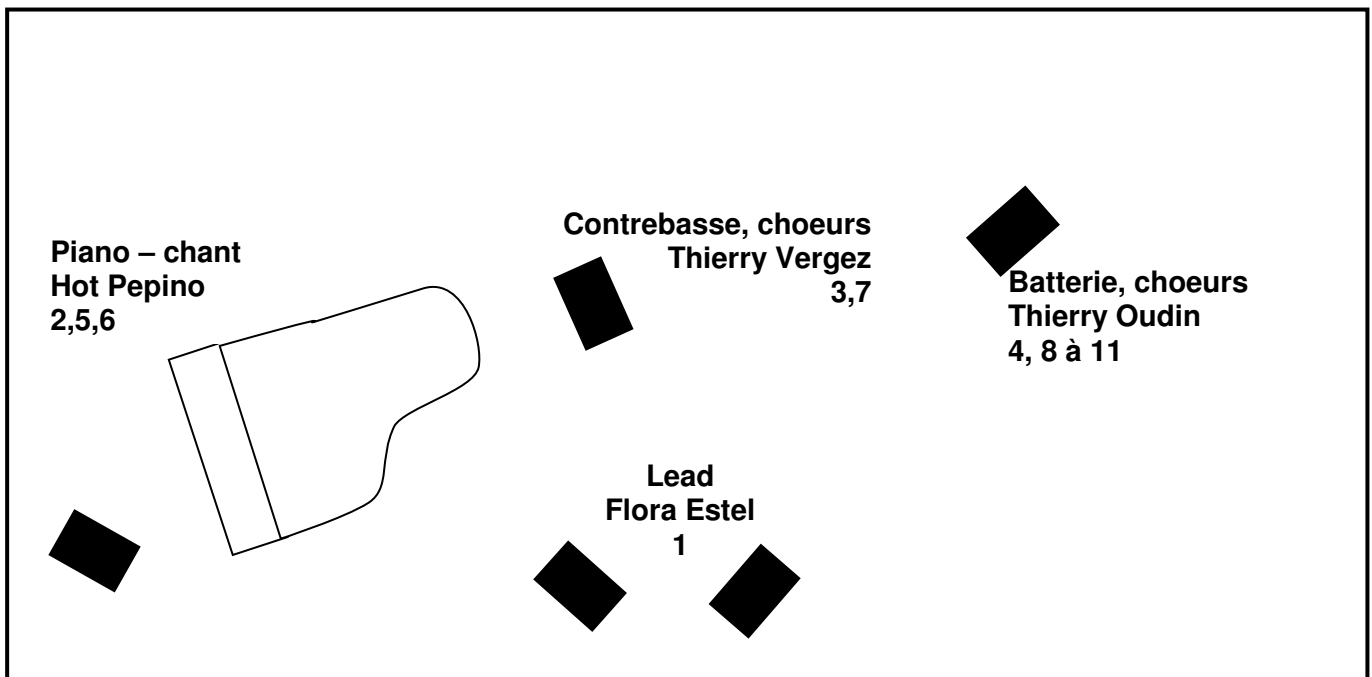 Piano – chant
Hot Pepino
2,5,6
Contrebasse, choeurs
Thierry Vergez
3,7
Batterie, choeurs
Thierry Oudin
4, 8 à 11
Lead
Flora Estel
1